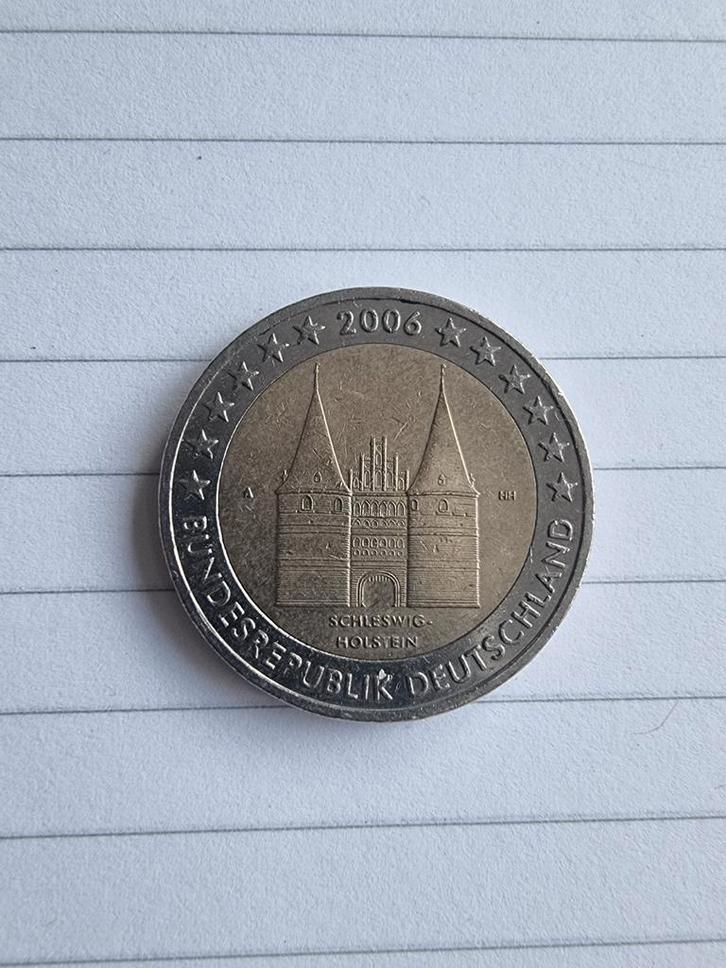 2006
A
HH
SCHLESWIG-
HOLSTEIN
BUNDESREPUBLIK DEUTSCHLAND